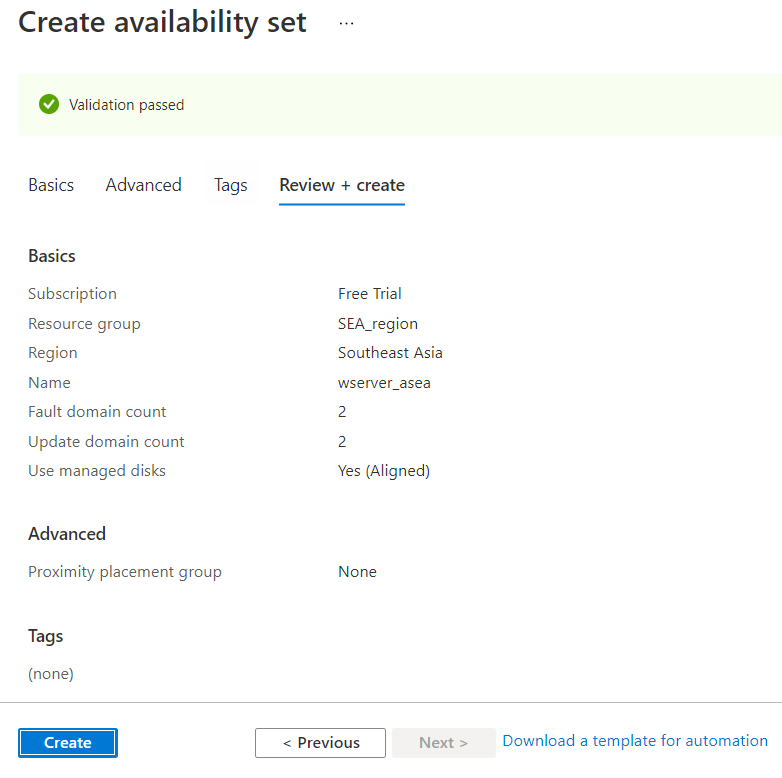 Create availability set ...
Validation passed
Basics Advanced Tags Review + create
Basics
Subscription Free Trial
Resource group SEA_region
Region Southeast Asia
Name wserver_asea
Fault domain count 2
Update domain count 2
Use managed disks Yes (Aligned)
Advanced
Proximity placement group None
Tags
(none)
Create < Previous Next > Download a template for automation